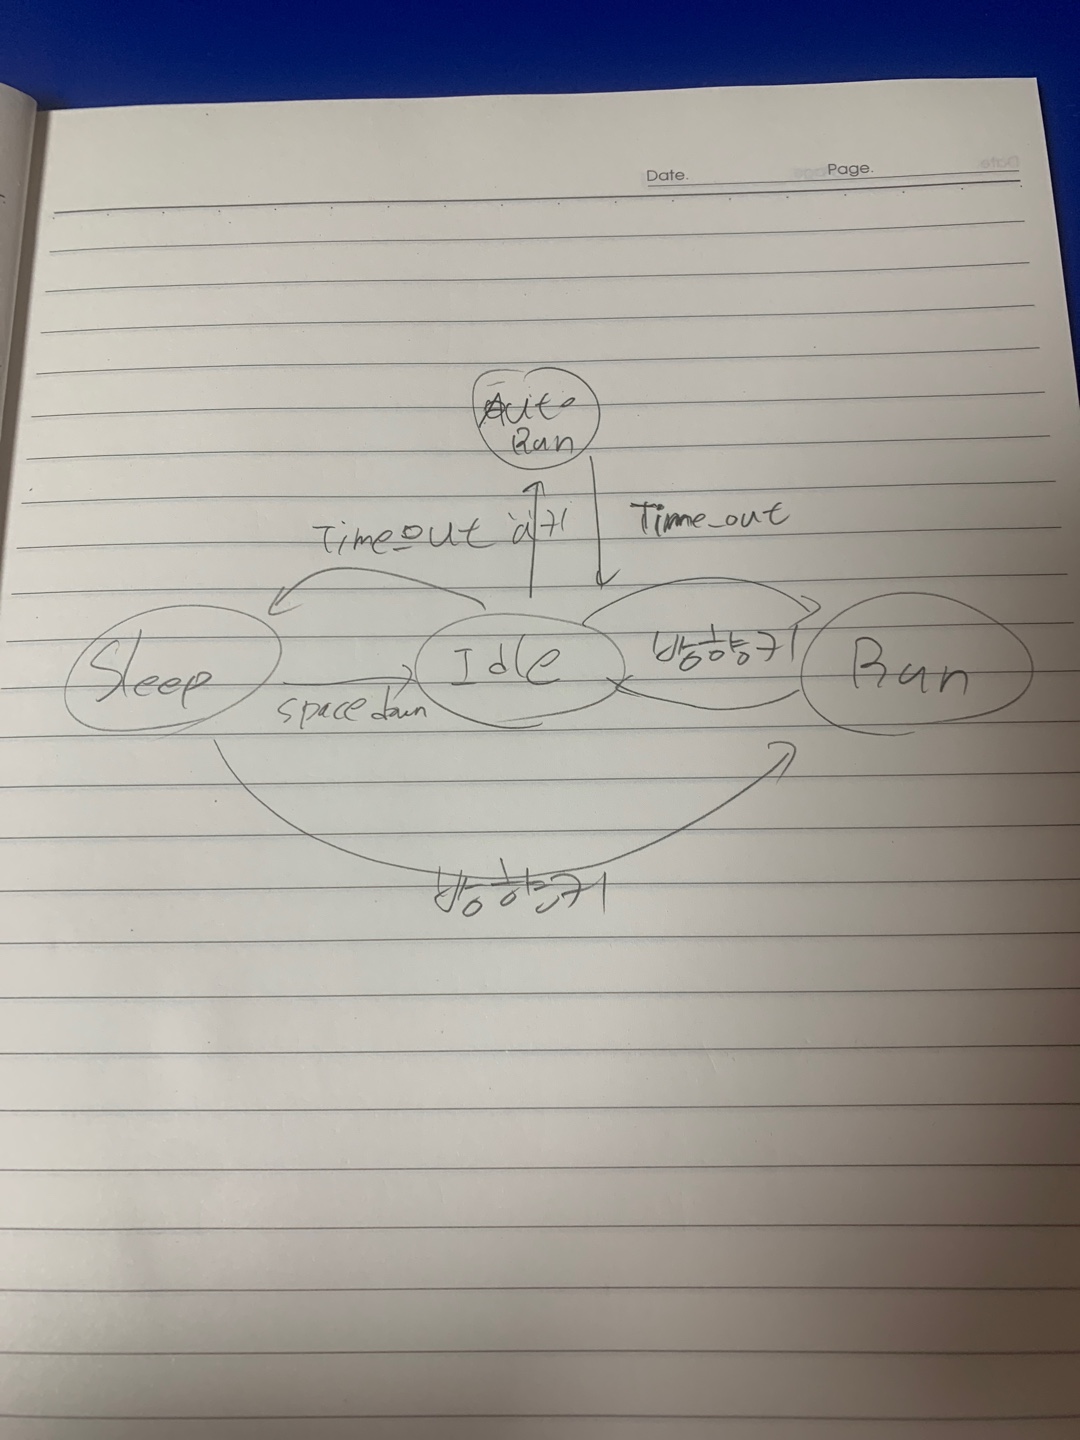 Date. Page.
Auto
Run
Time_out 'a'키 Time_out
Sleep Idle 방향키 Run
space down
방향키